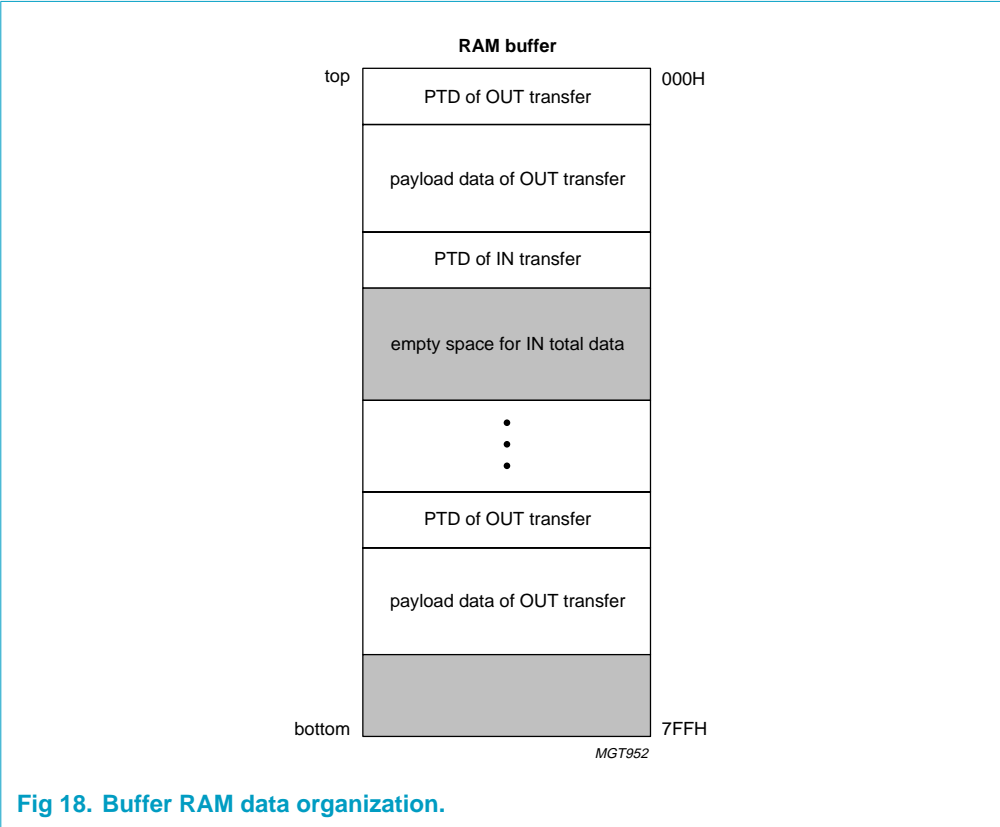 RAM buffer
top
000H
PTD of OUT transfer
payload data of OUT transfer
PTD of IN transfer
empty space for IN total data
PTD of OUT transfer
payload data of OUT transfer
bottom
7FFH
MGT952
Fig 18. Buffer RAM data organization.